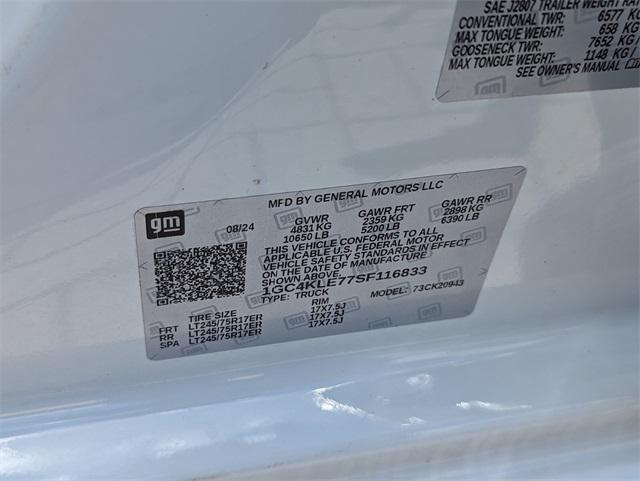 SAE J2807 TRAILER WEIGHT
CONVENTIONAL TWR: 6577 KG
MAX TONGUE WEIGHT: 658 KG /
GOOSENECK TWR: 7652 KG /
MAX TONGUE WEIGHT: 1148 KG /
SEE OWNER'S MANUAL
MFD BY GENERAL MOTORS LLC
gm 08/24 GVWR GAWR FRT GAWR RR
4831 KG 2359 KG 2898 KG
10650 LB 5200 LB 6390 LB
THIS VEHICLE CONFORMS TO ALL
APPLICABLE U.S. FEDERAL MOTOR
VEHICLE SAFETY STANDARDS IN EFFECT
ON THE DATE OF MANUFACTURE
SHOWN ABOVE.
1GC4KLE77SF116833
TYPE: TRUCK MODEL: 73CK20943
TIRE SIZE RIM
FRT LT245/75R17ER 17X7.5J
RR LT245/75R17ER 17X7.5J
SPA LT245/75R17ER 17X7.5J